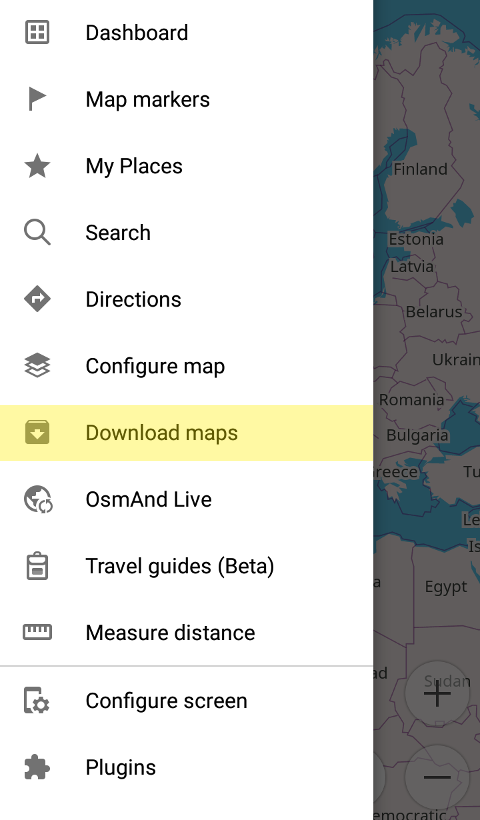 Dashboard
Map markers
My Places
Search
Directions
Configure map
Download maps
OsmAnd Live
Travel guides (Beta)
Measure distance
Configure screen
Plugins
Finland
Estonia
Latvia
Belarus
Ukrain
Romania
Bulgaria
reece
Tu
Le
Is
a
Egypt
ad
Sudan
emocratic